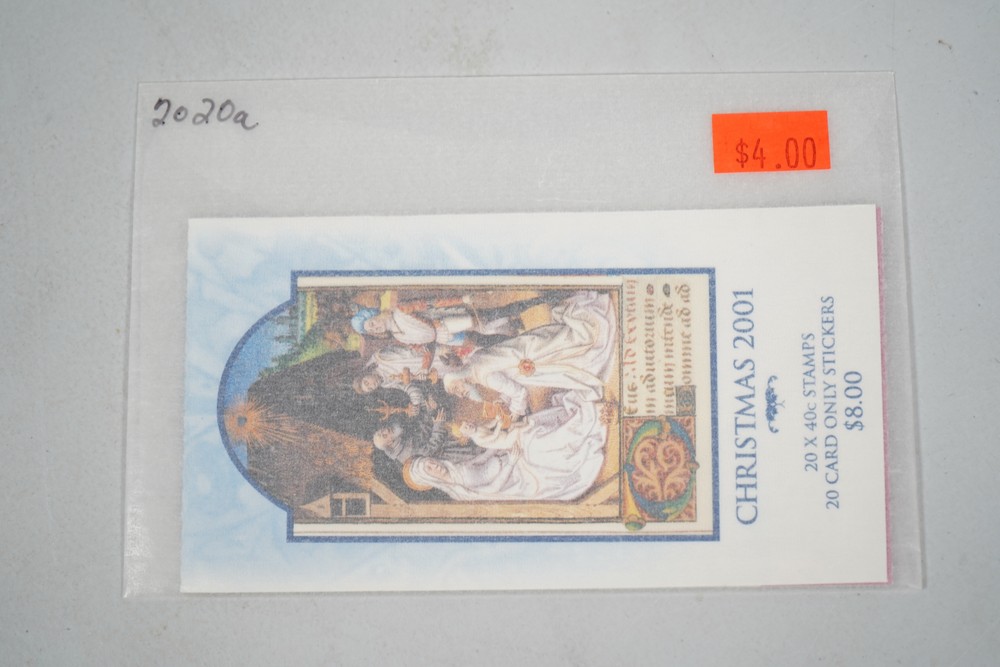 2020a
$4.00
CHRISTMAS 2001
20 X 40c STAMPS
20 CARD ONLY STICKERS
$8.00